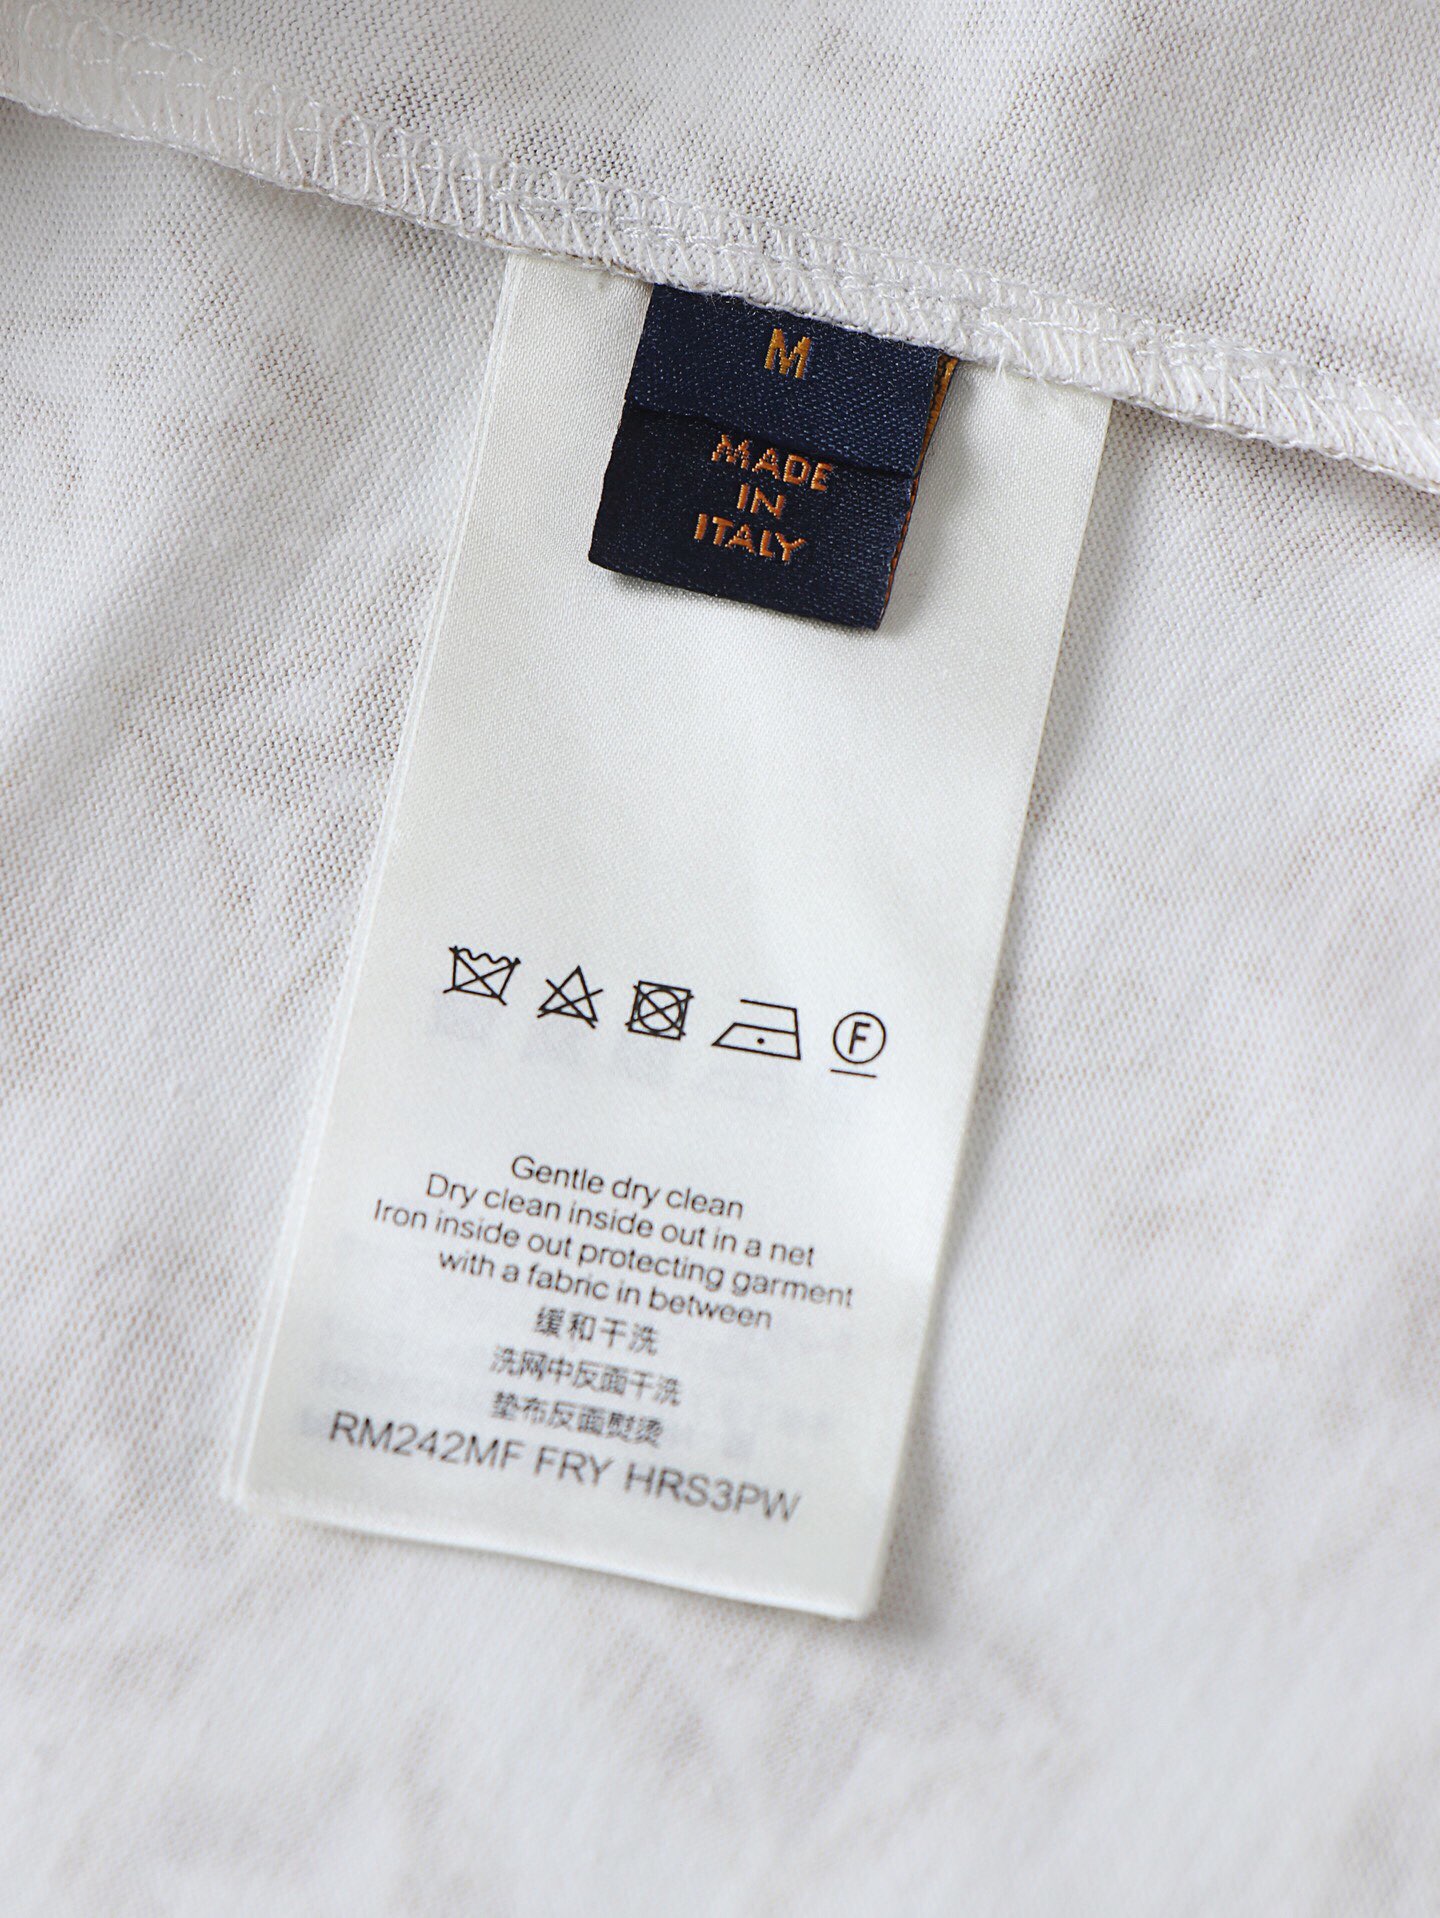 M
MADE
IN
ITALY
F
Gentle dry clean
Dry clean inside out in a net
Iron inside out protecting garment
with a fabric in between
缓和干洗
洗网中反面干洗
垫布反面熨烫
RM242MF FRY HRS3PW